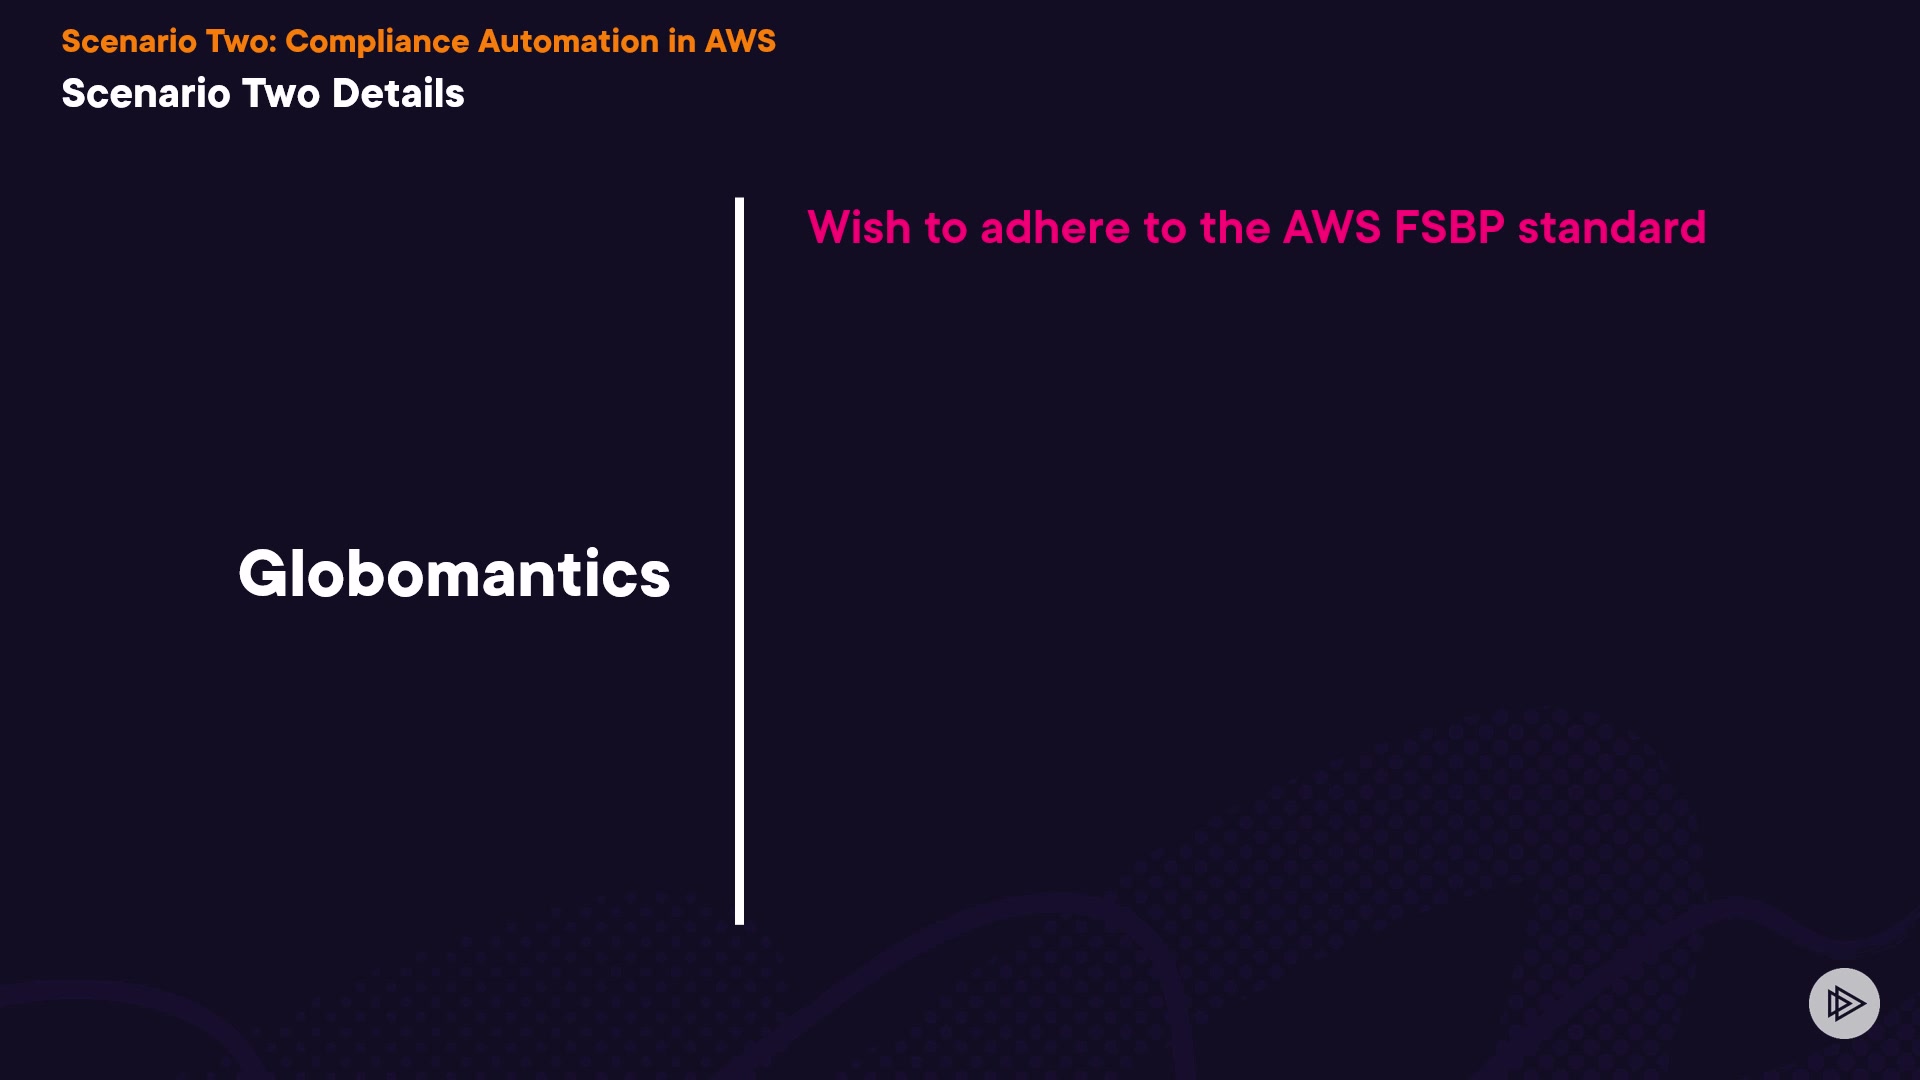 Scenario Two: Compliance Automation in AWS
Scenario Two Details
Wish to adhere to the AWS FSBP standard
Globomantics